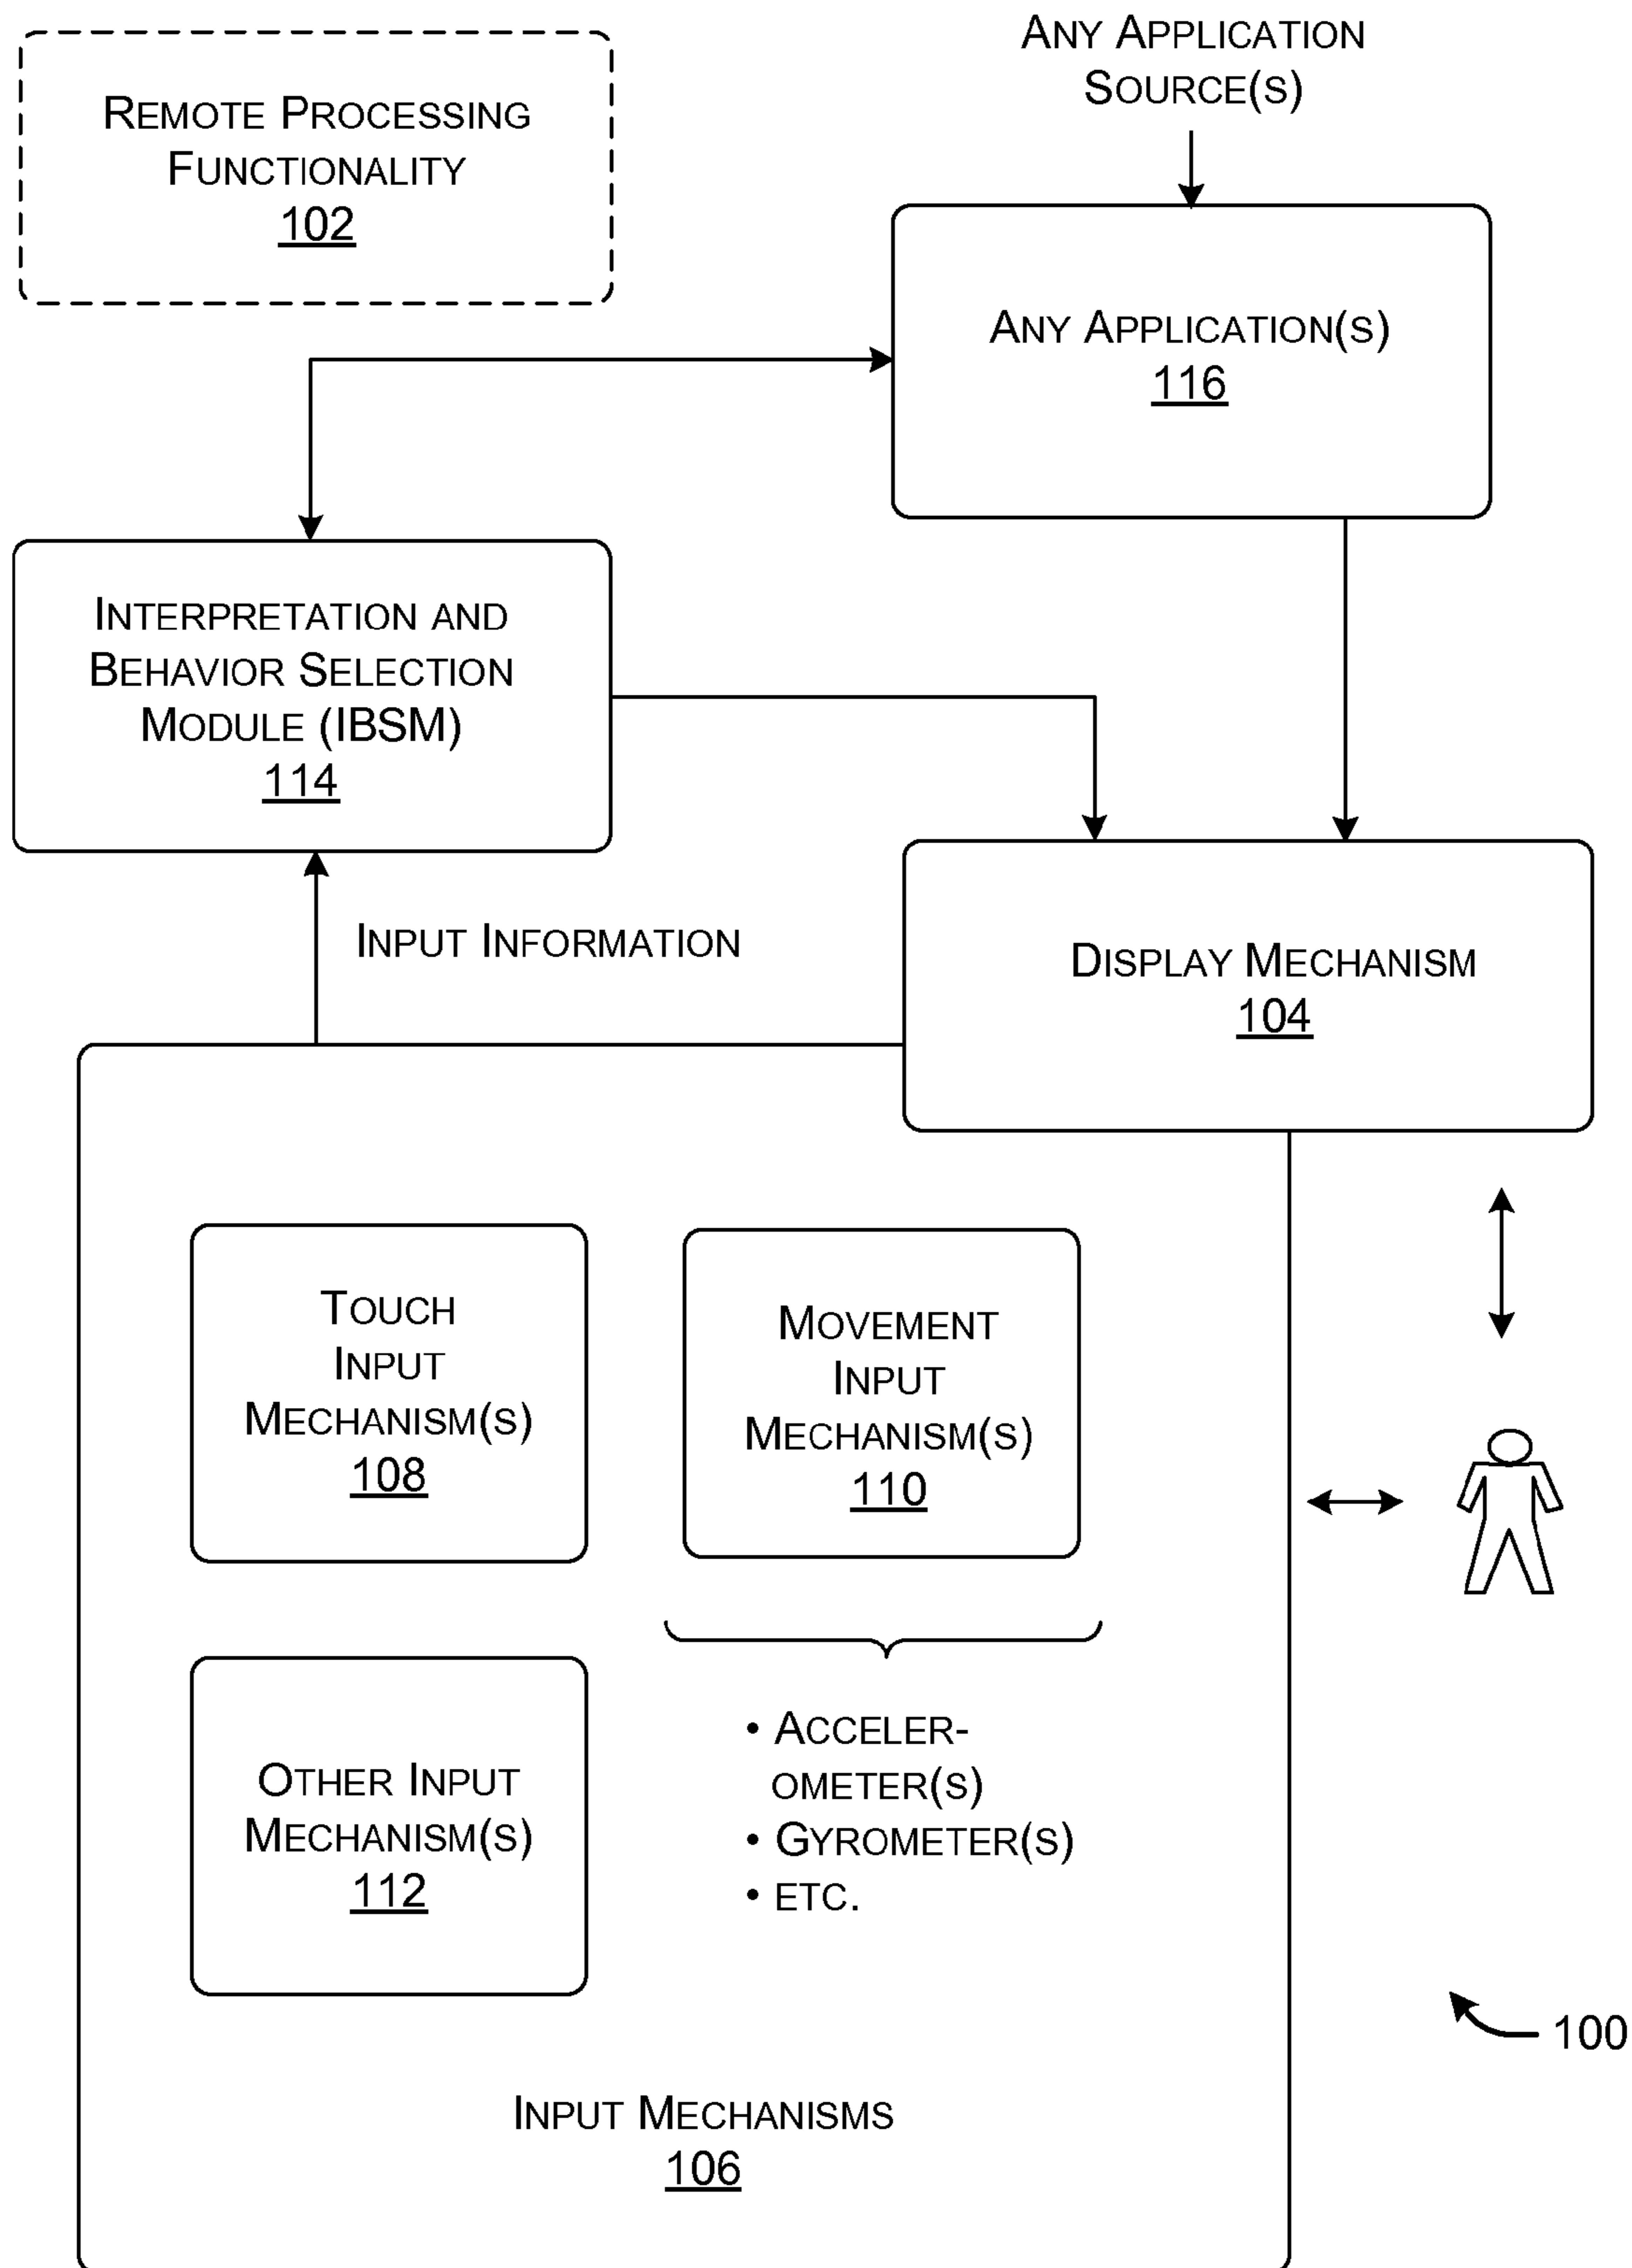 REMOTE PROCESSING
FUNCTIONALITY
102
ANY APPLICATION
SOURCE(S)
ANY APPLICATION(S)
116
INTERPRETATION AND
BEHAVIOR SELECTION
MODULE (IBSM)
114
INPUT INFORMATION
DISPLAY MECHANISM
104
TOUCH
INPUT
MECHANISM(S)
108
MOVEMENT
INPUT
MECHANISM(S)
110
OTHER INPUT
MECHANISM(S)
112
• ACCELER-
OMETER(S)
• GYROMETER(S)
• ETC.
100
INPUT MECHANISMS
106